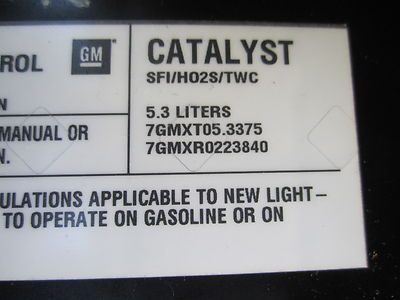 ROL
GM
CATALYST
SFI/HO2S/TWC
N
5.3 LITERS
MANUAL OR
7GMXT05.3375
N.
7GMXR0223840
ULATIONS APPLICABLE TO NEW LIGHT–
TO OPERATE ON GASOLINE OR ON